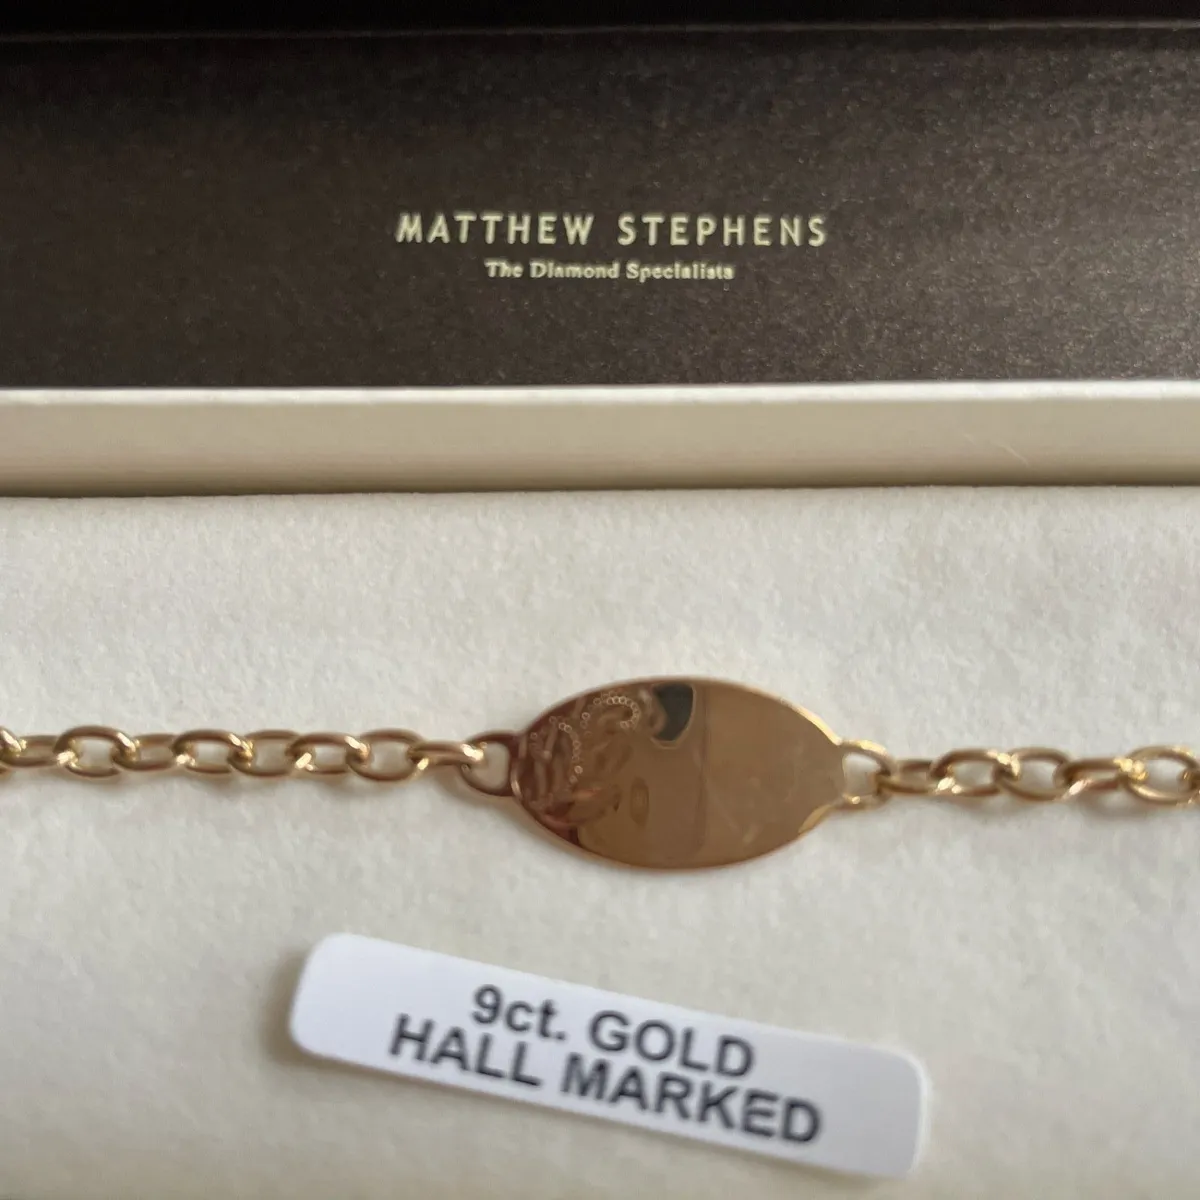 MATTHEW STEPHENS
The Diamond Specialists
9ct. GOLD
HALL MARKED